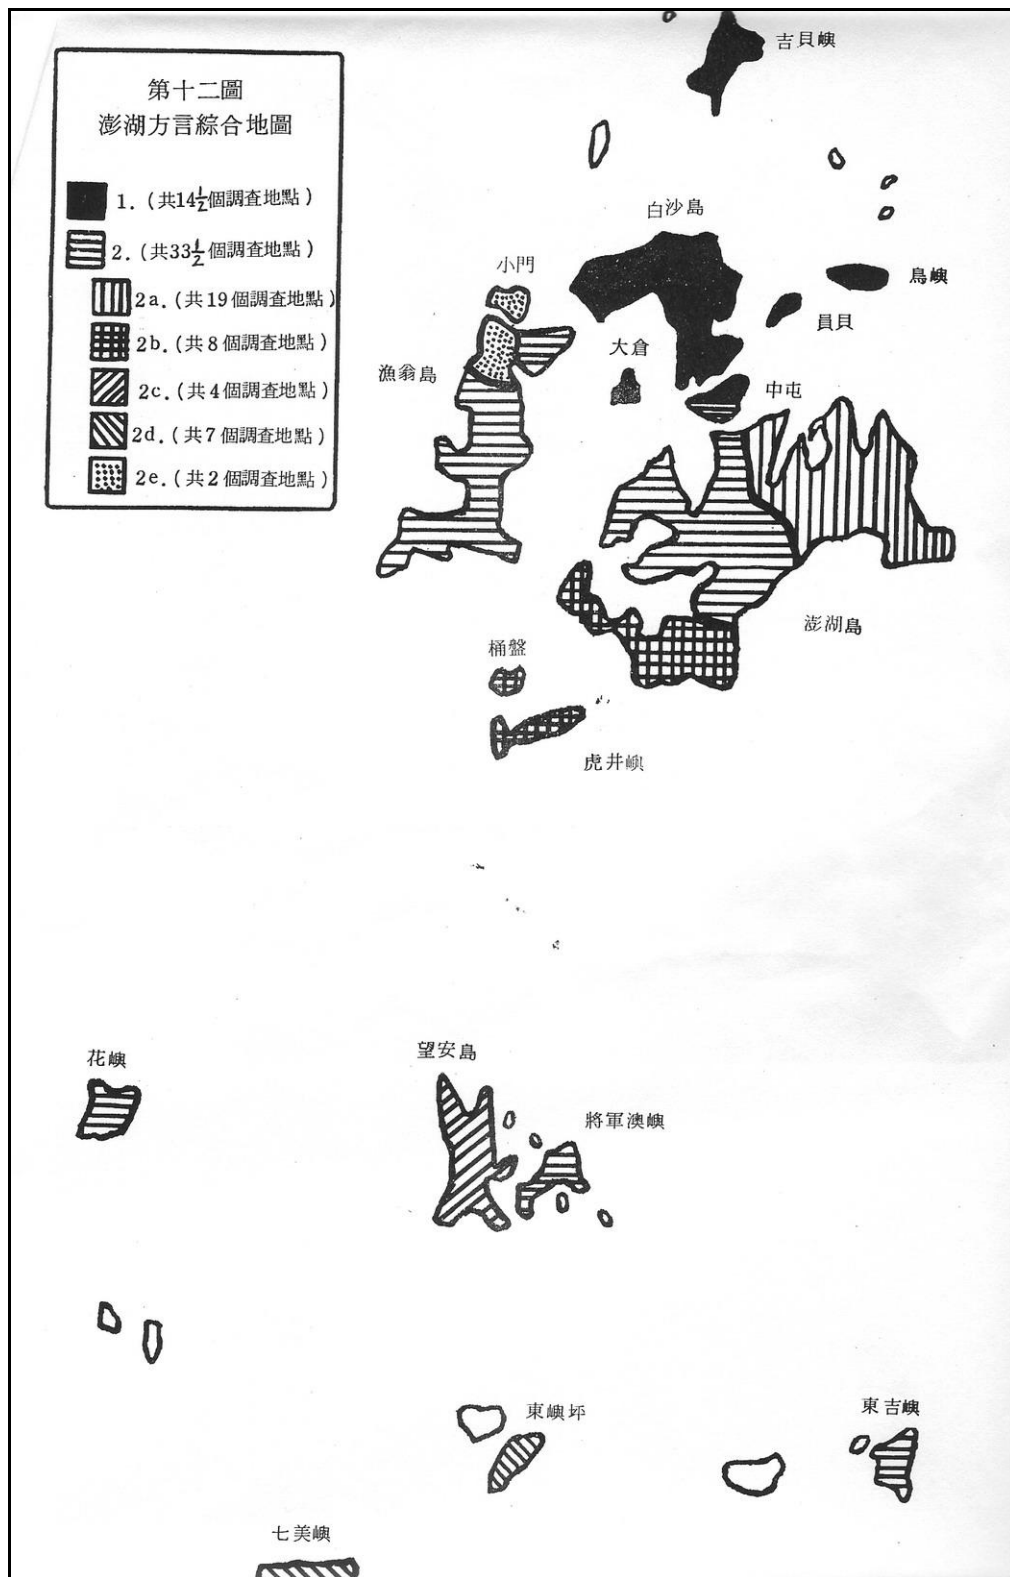 第十二圖
澎湖方言綜合地圖
1. (共14½個調查地點)
2. (共33½個調查地點)
2a. (共19個調查地點)
2b. (共8個調查地點)
2c. (共4個調查地點)
2d. (共7個調查地點)
2e. (共2個調查地點)
吉貝嶼
白沙島
小門
鳥嶼
員貝
大倉
漁翁島
中屯
澎湖島
桶盤
虎井嶼
花嶼
望安島
將軍澳嶼
東嶼坪
東吉嶼
七美嶼